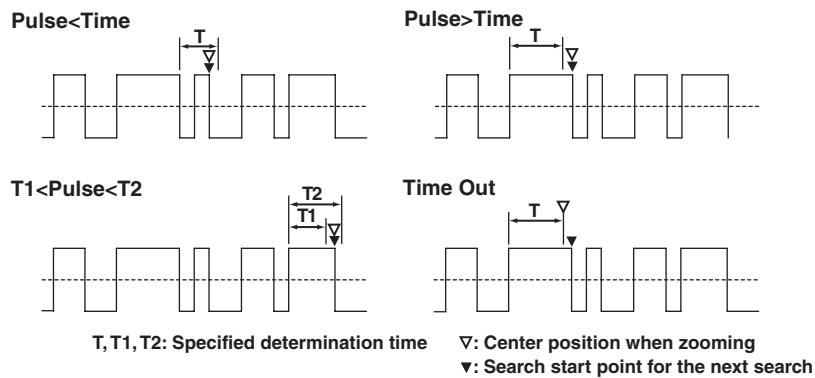 Pulse<Time
T
Pulse>Time
T
T1<Pulse<T2
T2
T1
Time Out
T
T, T1, T2: Specified determination time
▽: Center position when zooming
▼: Search start point for the next search